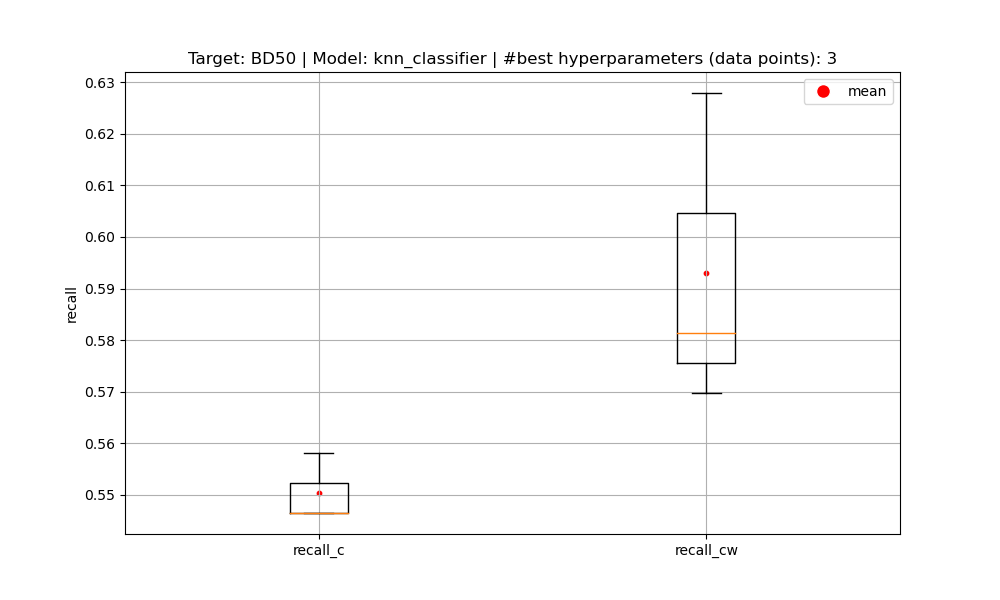 Target: BD50 | Model: knn_classifier | #best hyperparameters (data points): 3
mean
0.63
0.62
0.61
0.60
0.59
0.58
0.57
0.56
0.55
recall
recall_c
recall_cw